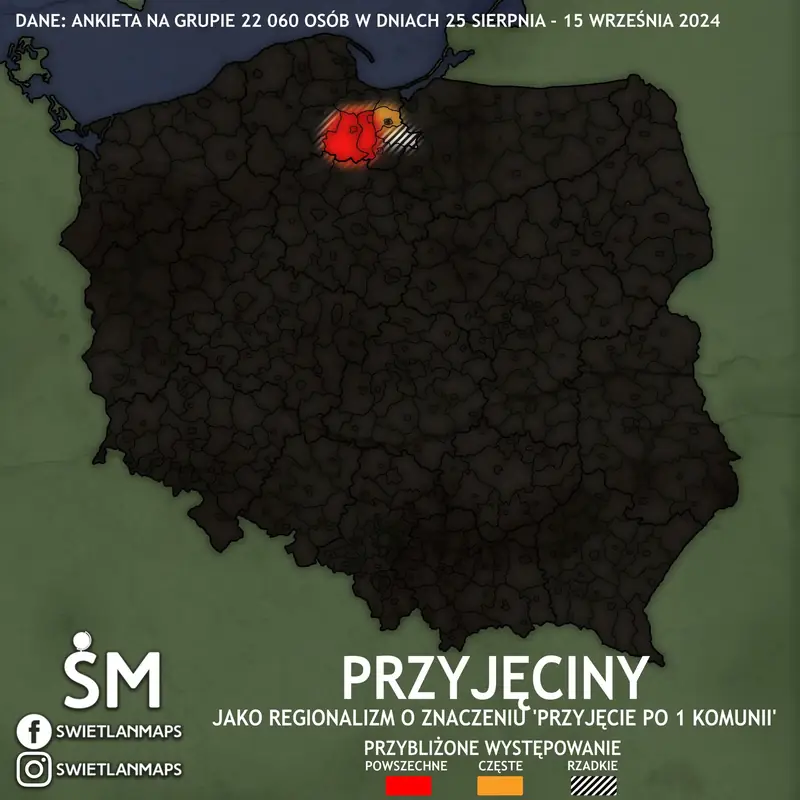 DANE: ANKIETA NA GRUPIE 22 060 OSÓB W DNIACH 25 SIERPNIA - 15 WRZEŚNIA 2024
ŚM
SWIETLANMAPS
SWIETLANMAPS
PRZYJĘCINY
JAKO REGIONALIZM O ZNACZENIU 'PRZYJĘCIE PO 1 KOMUNII'
PRZYBLIŻONE WYSTĘPOWANIE
POWSZECHNE CZĘSTE RZADKIE